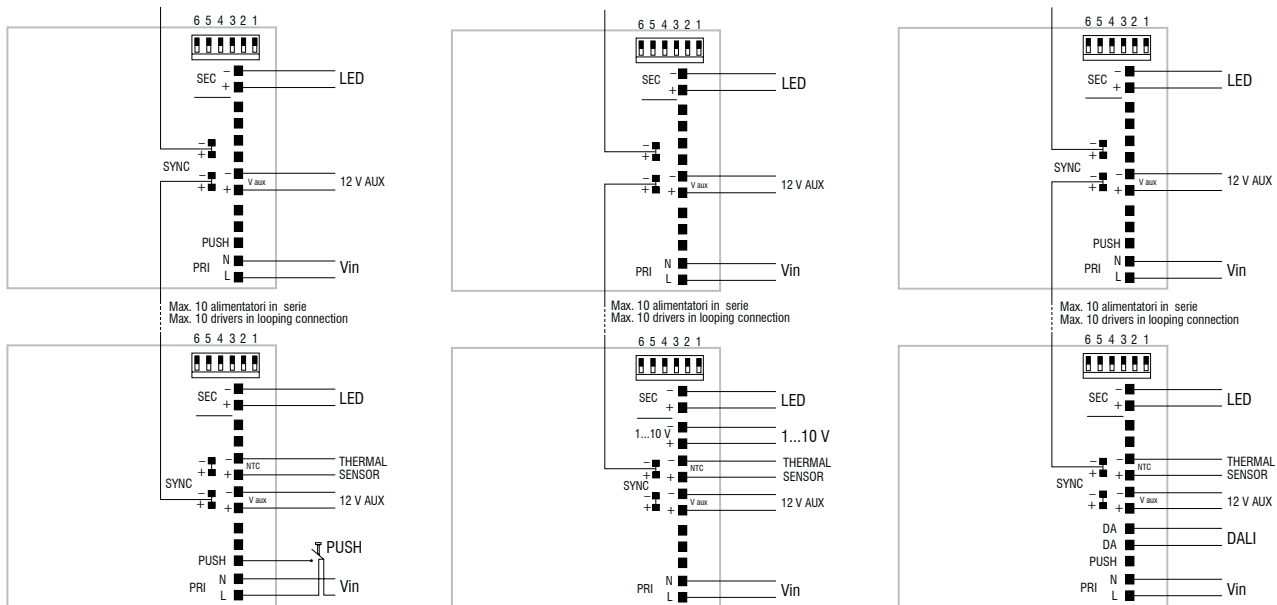 6 5 4 3 2 1
SEC
−
+
LED
−
+
SYNC
−
+
−
+
V aux
12 V AUX
PUSH
PRI
N
L
Vin
Max. 10 alimentatori in serie
Max. 10 drivers in looping connection
6 5 4 3 2 1
SEC
−
+
LED
−
+
SYNC
−
+
−
+
NTC
THERMAL
SENSOR
−
+
V aux
12 V AUX
PUSH
PUSH
PRI
N
L
Vin
6 5 4 3 2 1
SEC
−
+
LED
−
+
−
+
−
+
V aux
12 V AUX
PRI
N
L
Vin
Max. 10 alimentatori in serie
Max. 10 drivers in looping connection
6 5 4 3 2 1
SEC
−
+
LED
1...10 V
−
+
1...10 V
−
+
SYNC
−
+
−
+
NTC
THERMAL
SENSOR
−
+
V aux
12 V AUX
PRI
N
L
Vin
6 5 4 3 2 1
SEC
−
+
LED
−
+
SYNC
−
+
−
+
V aux
12 V AUX
PUSH
PRI
N
L
Vin
Max. 10 alimentatori in serie
Max. 10 drivers in looping connection
6 5 4 3 2 1
SEC
−
+
LED
−
+
SYNC
−
+
−
+
NTC
THERMAL
SENSOR
−
+
V aux
12 V AUX
DA
DA
DALI
PUSH
PRI
N
L
Vin